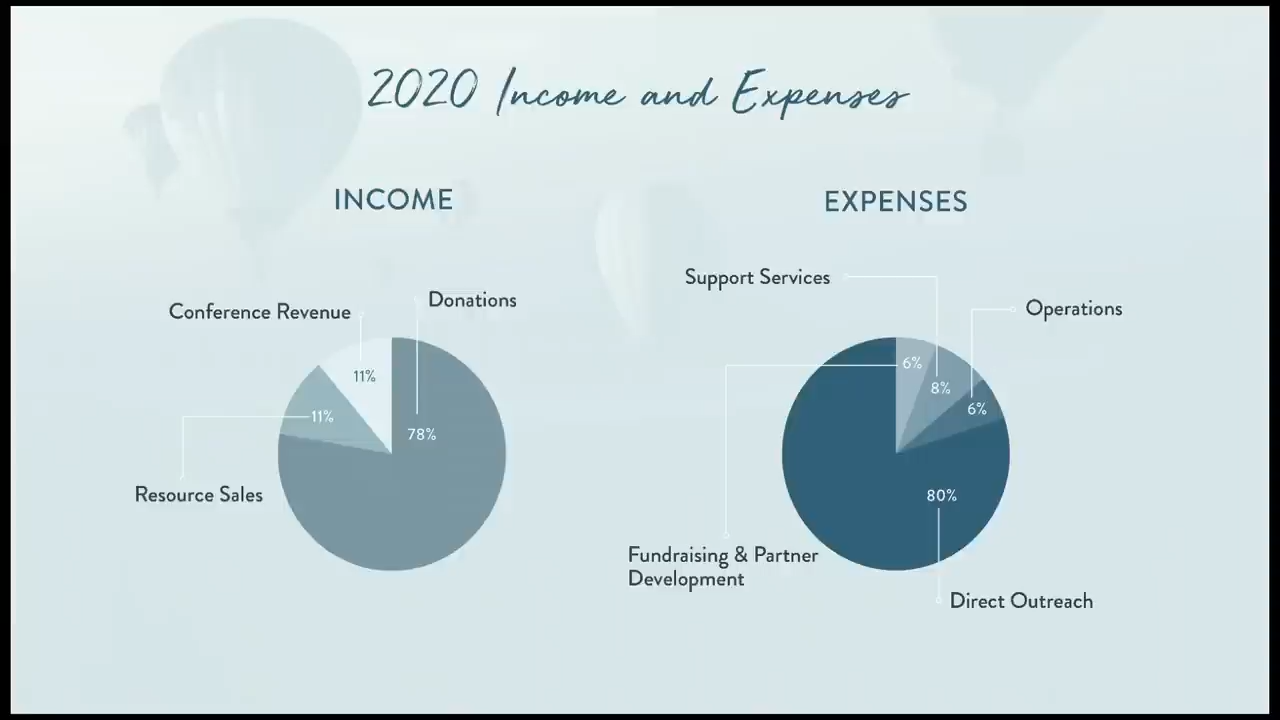 2020 Income and Expenses
INCOME
Conference Revenue
Donations
11%
11%
78%
Resource Sales
EXPENSES
Support Services
Operations
6%
8%
6%
80%
Fundraising & Partner
Development
Direct Outreach